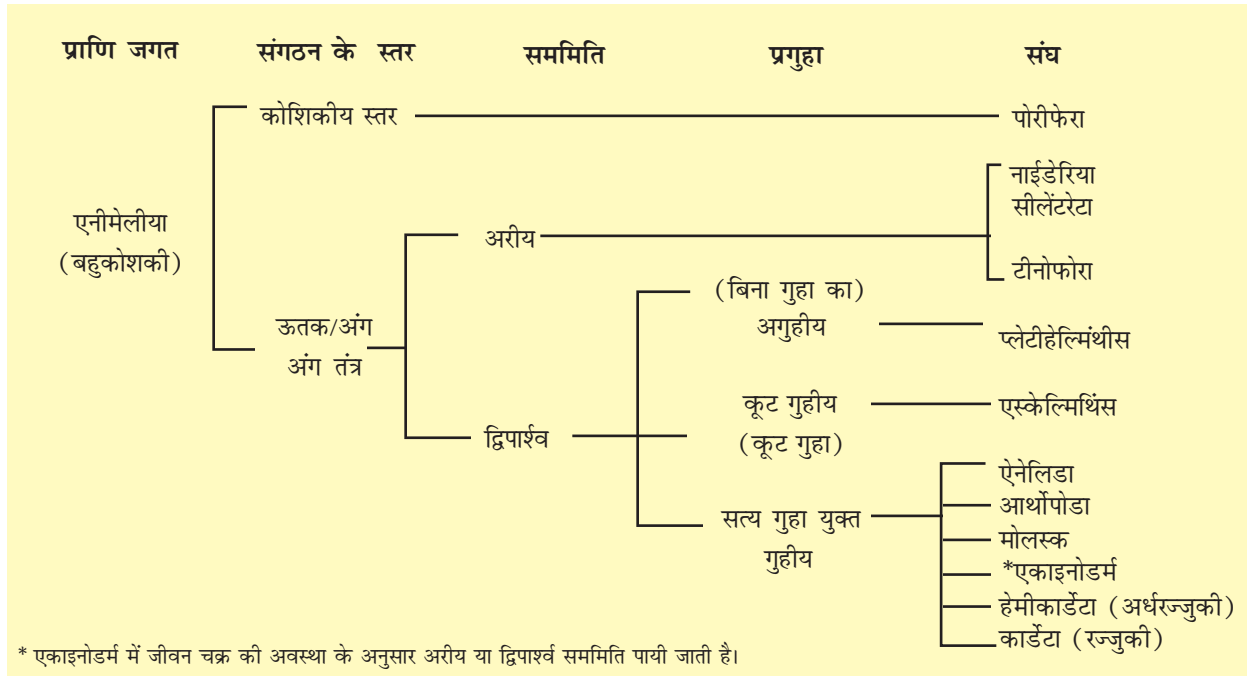 प्राणि जगत संगठन के स्तर सममिति प्रगुहा संघ
कोशिकीय स्तर पोरीफेरा
नाईडेरिया
सीलेंटरेटा
एनीमेलीया
(बहुकोशकी)
अरीय
टीनोफोरा
(बिना गुहा का)
अगुहीय प्लेटीहेल्मिंथीस
ऊतक/अंग
अंग तंत्र
कूट गुहीय एस्केल्मिथिंस
(कूट गुहा)
द्विपार्श्व
ऐनेलिडा
आर्थोपोडा
सत्य गुहा युक्त
गुहीय
मोलस्क
*एकाइनोडर्म
हेमीकार्डेटा (अर्धरज्जुकी)
कार्डेटा (रज्जुकी)
* एकाइनोडर्म में जीवन चक्र की अवस्था के अनुसार अरीय या द्विपार्श्व सममिति पायी जाती है।